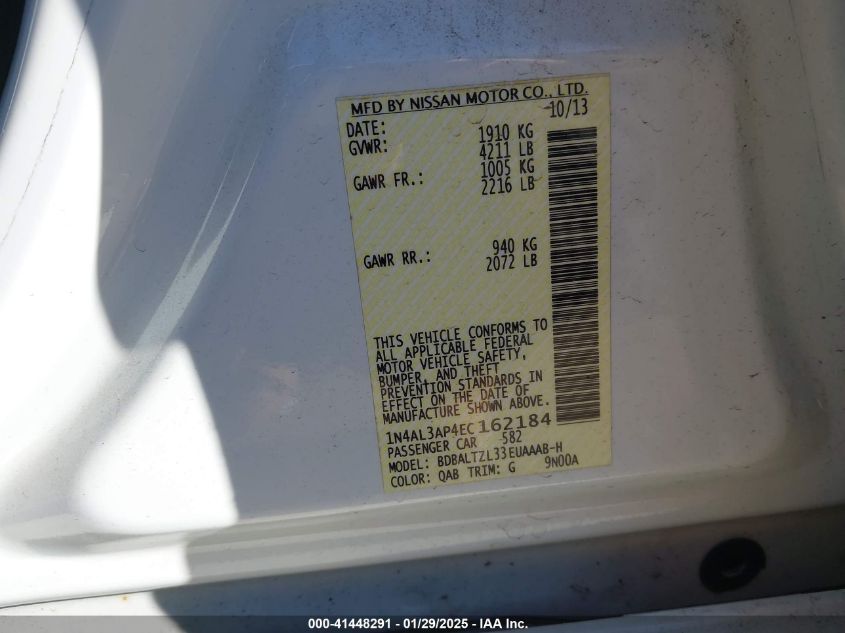 MFD BY NISSAN MOTOR CO., LTD.
DATE: 10/13
GVWR: 1910 KG
4211 LB
GAWR FR.: 1005 KG
2216 LB
GAWR RR.: 940 KG
2072 LB
THIS VEHICLE CONFORMS TO
ALL APPLICABLE FEDERAL
MOTOR VEHICLE SAFETY,
BUMPER, AND THEFT
PREVENTION STANDARDS IN
EFFECT ON THE DATE OF
MANUFACTURE SHOWN ABOVE.
1N4AL3AP4EC162184
PASSENGER CAR 582
MODEL: BDBALTZL33EUAAAB-H
COLOR: QAB TRIM: G 9N00A
000-41448291 - 01/29/2025 - IAA Inc.